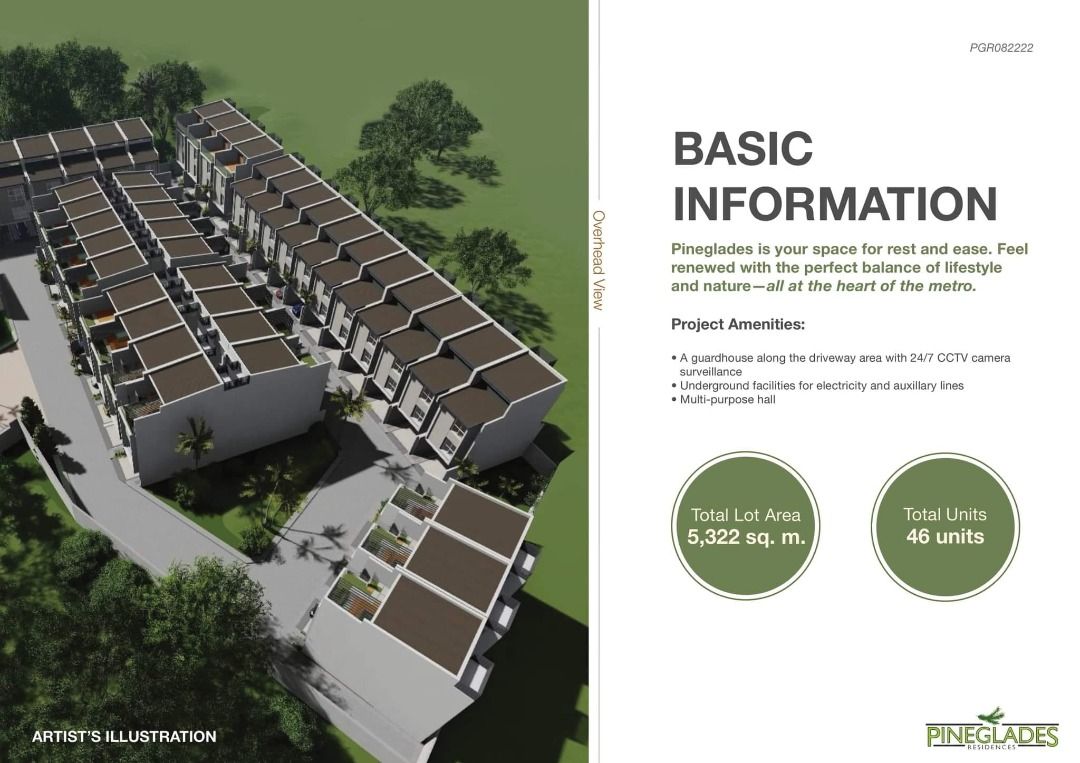 PGR082222
BASIC
INFORMATION
Pineglades is your space for rest and ease. Feel
renewed with the perfect balance of lifestyle
and nature—all at the heart of the metro.
Project Amenities:
• A guardhouse along the driveway area with 24/7 CCTV camera
surveillance
• Underground facilities for electricity and auxillary lines
• Multi-purpose hall
Total Lot Area
5,322 sq. m.
Total Units
46 units
Overhead View
ARTIST'S ILLUSTRATION
PINEGLADES
RESIDENCES